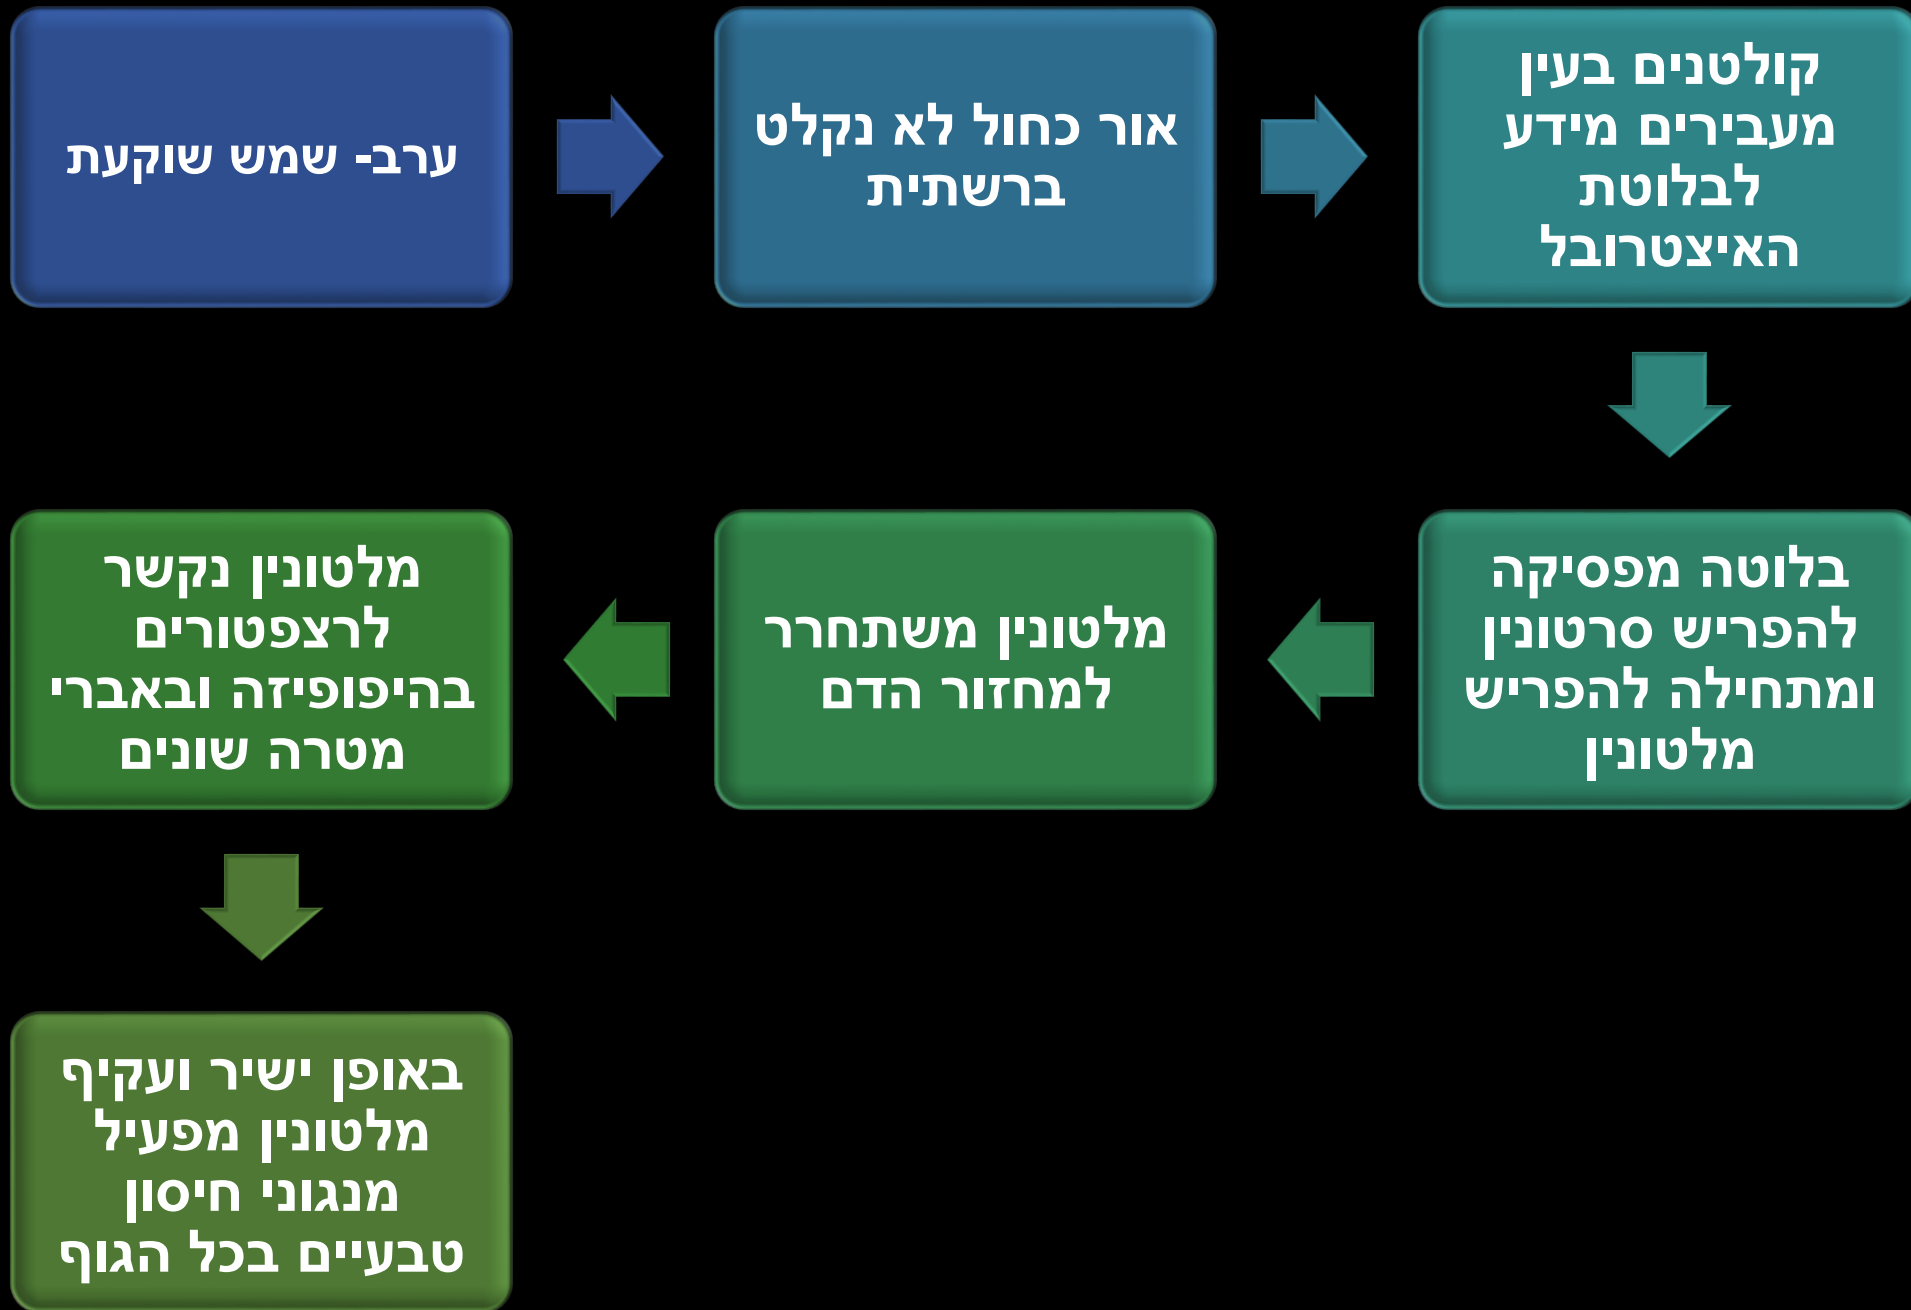 ערב- שמש שוקעת
אור כחול לא נקלט
ברשתית
קולטנים בעין
מעבירים מידע
לבלוטת
האיצטרובל
בלוטה מפסיקה
להפריש סרטונין
ומתחילה להפריש
מלטונין
מלטונין משתחרר
למחזור הדם
מלטונין נקשר
לרצפטורים
בהיפופיזה ובאברי
מטרה שונים
באופן ישיר ועקיף
מלטונין מפעיל
מנגוני חיסון
טבעיים בכל הגוף